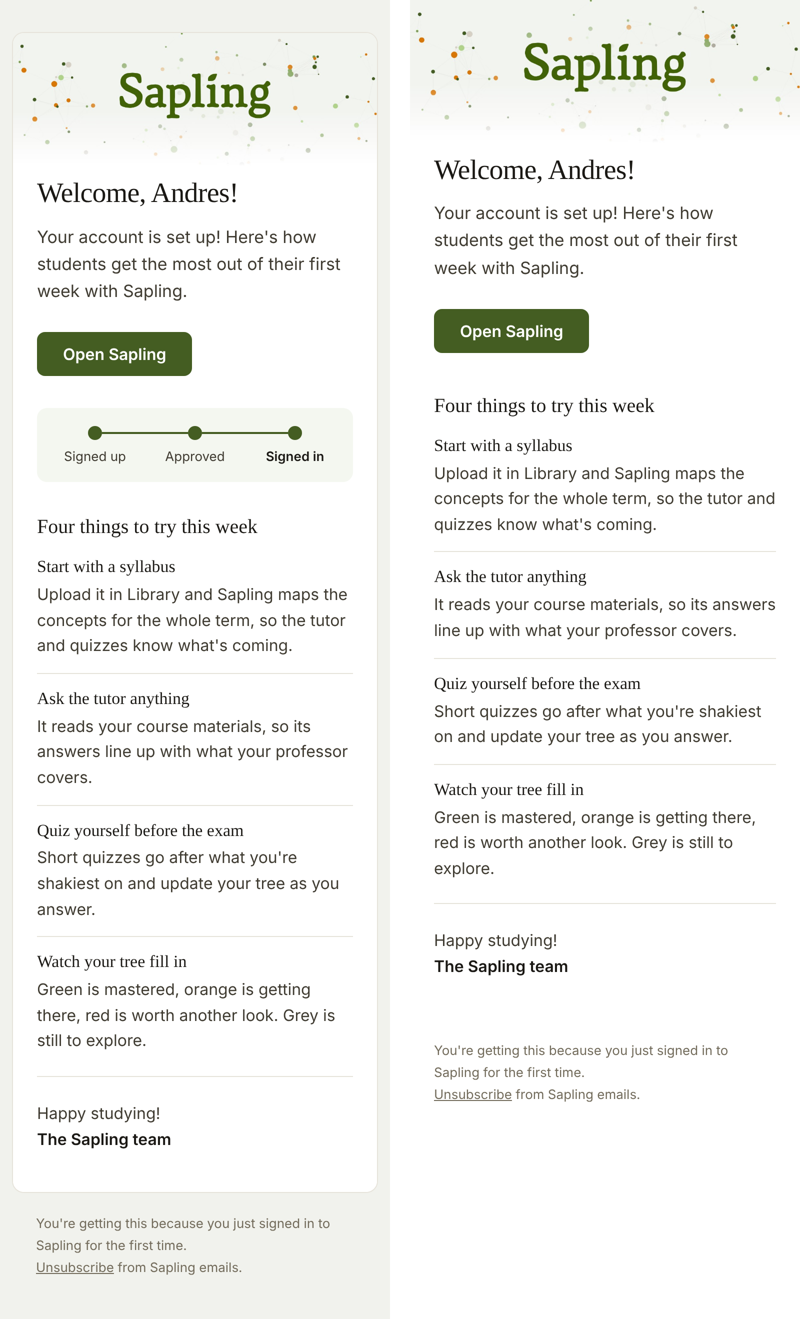 Sapling
Welcome, Andres!
Your account is set up! Here's how
students get the most out of their first
week with Sapling.
Open Sapling
Signed up
Approved
Signed in
Four things to try this week
Start with a syllabus
Upload it in Library and Sapling maps the
concepts for the whole term, so the tutor
and quizzes know what's coming.
Ask the tutor anything
It reads your course materials, so its
answers line up with what your professor
covers.
Quiz yourself before the exam
Short quizzes go after what you're
shakiest on and update your tree as you
answer.
Watch your tree fill in
Green is mastered, orange is getting
there, red is worth another look. Grey is
still to explore.
Happy studying!
The Sapling team
You're getting this because you just signed in to
Sapling for the first time.
Unsubscribe from Sapling emails.
Sapling
Welcome, Andres!
Your account is set up! Here's how
students get the most out of their first
week with Sapling.
Open Sapling
Four things to try this week
Start with a syllabus
Upload it in Library and Sapling maps the
concepts for the whole term, so the tutor and
quizzes know what's coming.
Ask the tutor anything
It reads your course materials, so its answers
line up with what your professor covers.
Quiz yourself before the exam
Short quizzes go after what you're shakiest
on and update your tree as you answer.
Watch your tree fill in
Green is mastered, orange is getting there,
red is worth another look. Grey is still to
explore.
Happy studying!
The Sapling team
You're getting this because you just signed in to
Sapling for the first time.
Unsubscribe from Sapling emails.